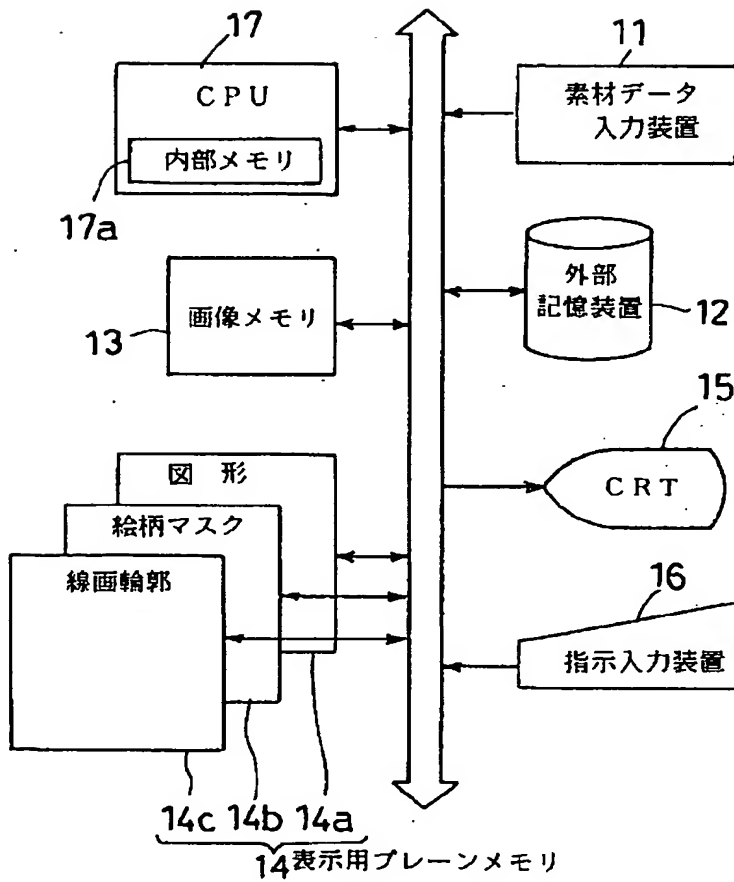 17
CPU
内部メモリ
17a
11
素材データ
入力装置
画像メモリ
13
外部
記憶装置
12
15
CRT
図 形
絵柄マスク
線画輪郭
16
指示入力装置
14c 14b 14a
14表示用プレーンメモリ